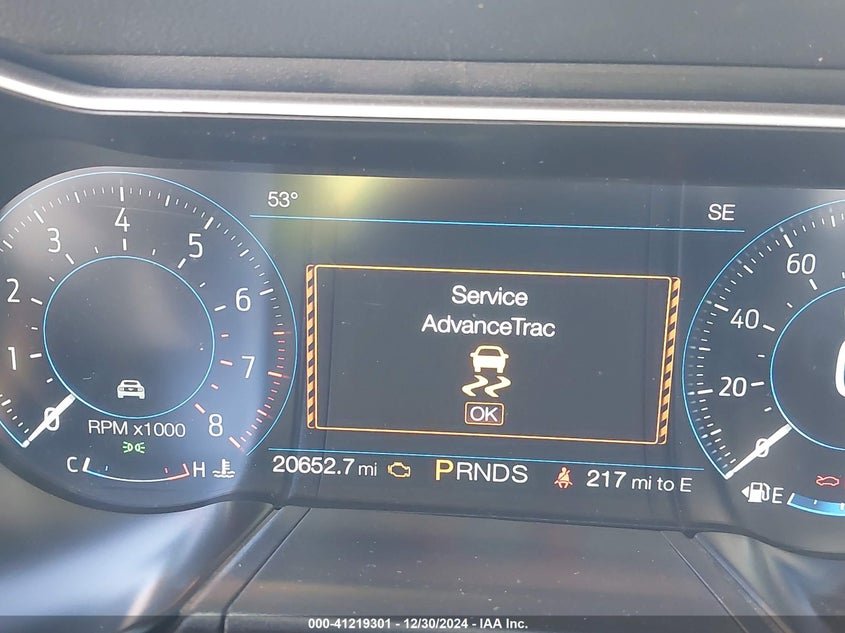 53°
SE
0 1 2 3 4 5 6 7 8
RPM x1000
C H
Service
AdvanceTrac
OK
20652.7 mi
PRNDS
217 mi to E
0 20 40 60
E
000-41219301 - 12/30/2024 - IAA Inc.